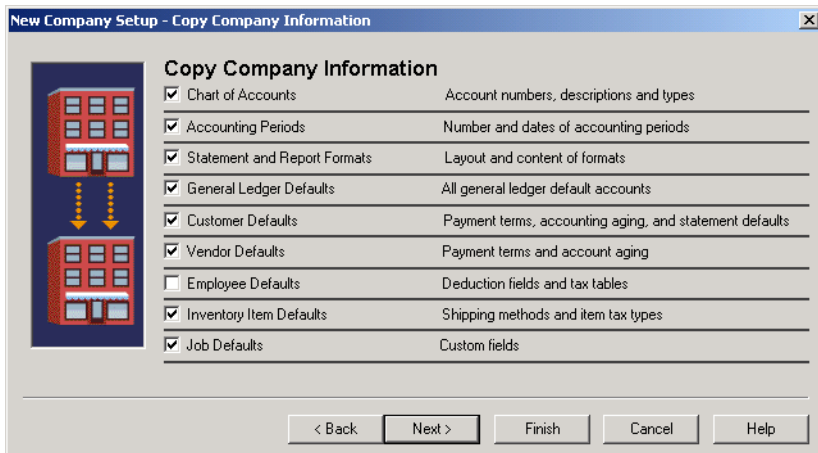 New Company Setup - Copy Company Information
Copy Company Information
Chart of Accounts Account numbers, descriptions and types
Accounting Periods Number and dates of accounting periods
Statement and Report Formats Layout and content of formats
General Ledger Defaults All general ledger default accounts
Customer Defaults Payment terms, accounting aging, and statement defaults
Vendor Defaults Payment terms and account aging
Employee Defaults Deduction fields and tax tables
Inventory Item Defaults Shipping methods and item tax types
Job Defaults Custom fields
< Back Next > Finish Cancel Help